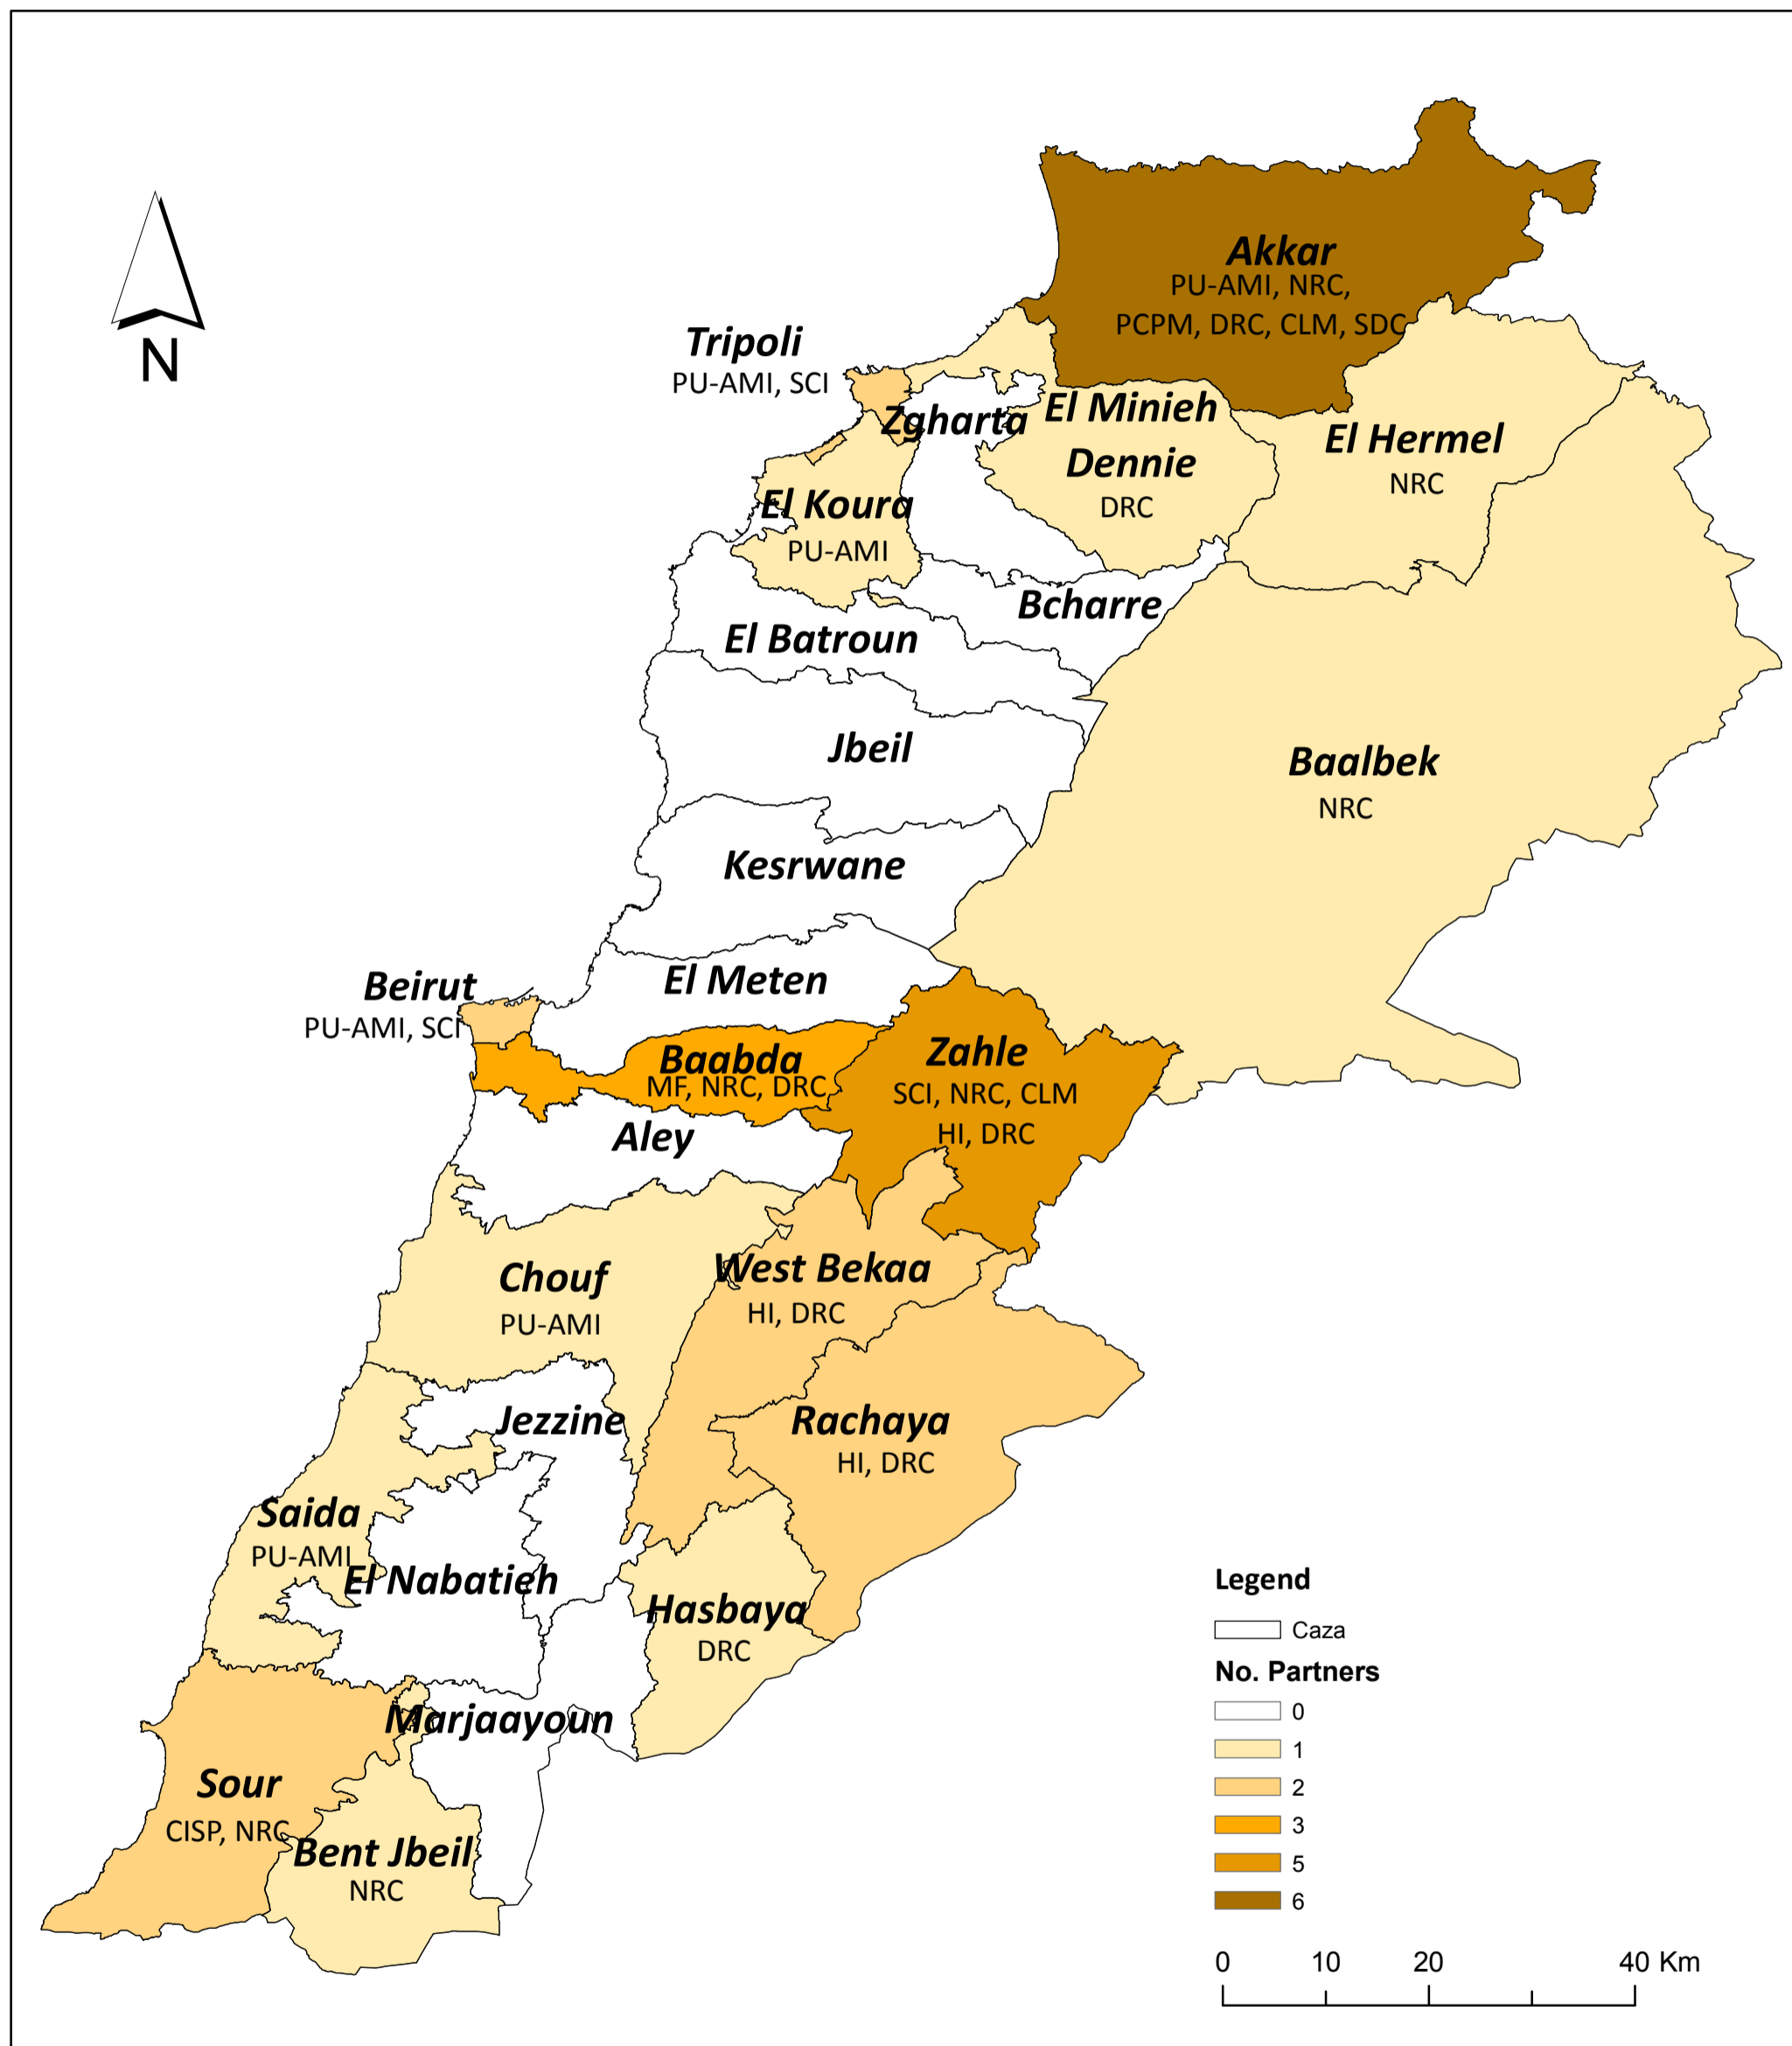 N
Akkar
PU-AMI, NRC,
PCPM, DRC, CLM, SDC
Tripoli
PU-AMI, SCI
Zgharta
El Minieh
Dennie
DRC
El Hermel
NRC
El Koura
PU-AMI
Bcharre
El Batroun
Jbeil
Baalbek
NRC
Kesrwane
El Meten
Beirut
PU-AMI, SCI
Baabda
MF, NRC, DRC
Zahle
SCI, NRC, CLM
HI, DRC
Aley
Chouf
PU-AMI
West Bekaa
HI, DRC
Jezzine
Rachaya
HI, DRC
Saida
PU-AMI
El Nabatieh
Hasbaya
DRC
Marjaayoun
Sour
CISP, NRC
Bent Jbeil
NRC
Legend
Caza
No. Partners
0
1
2
3
5
6
0 10 20 40 Km